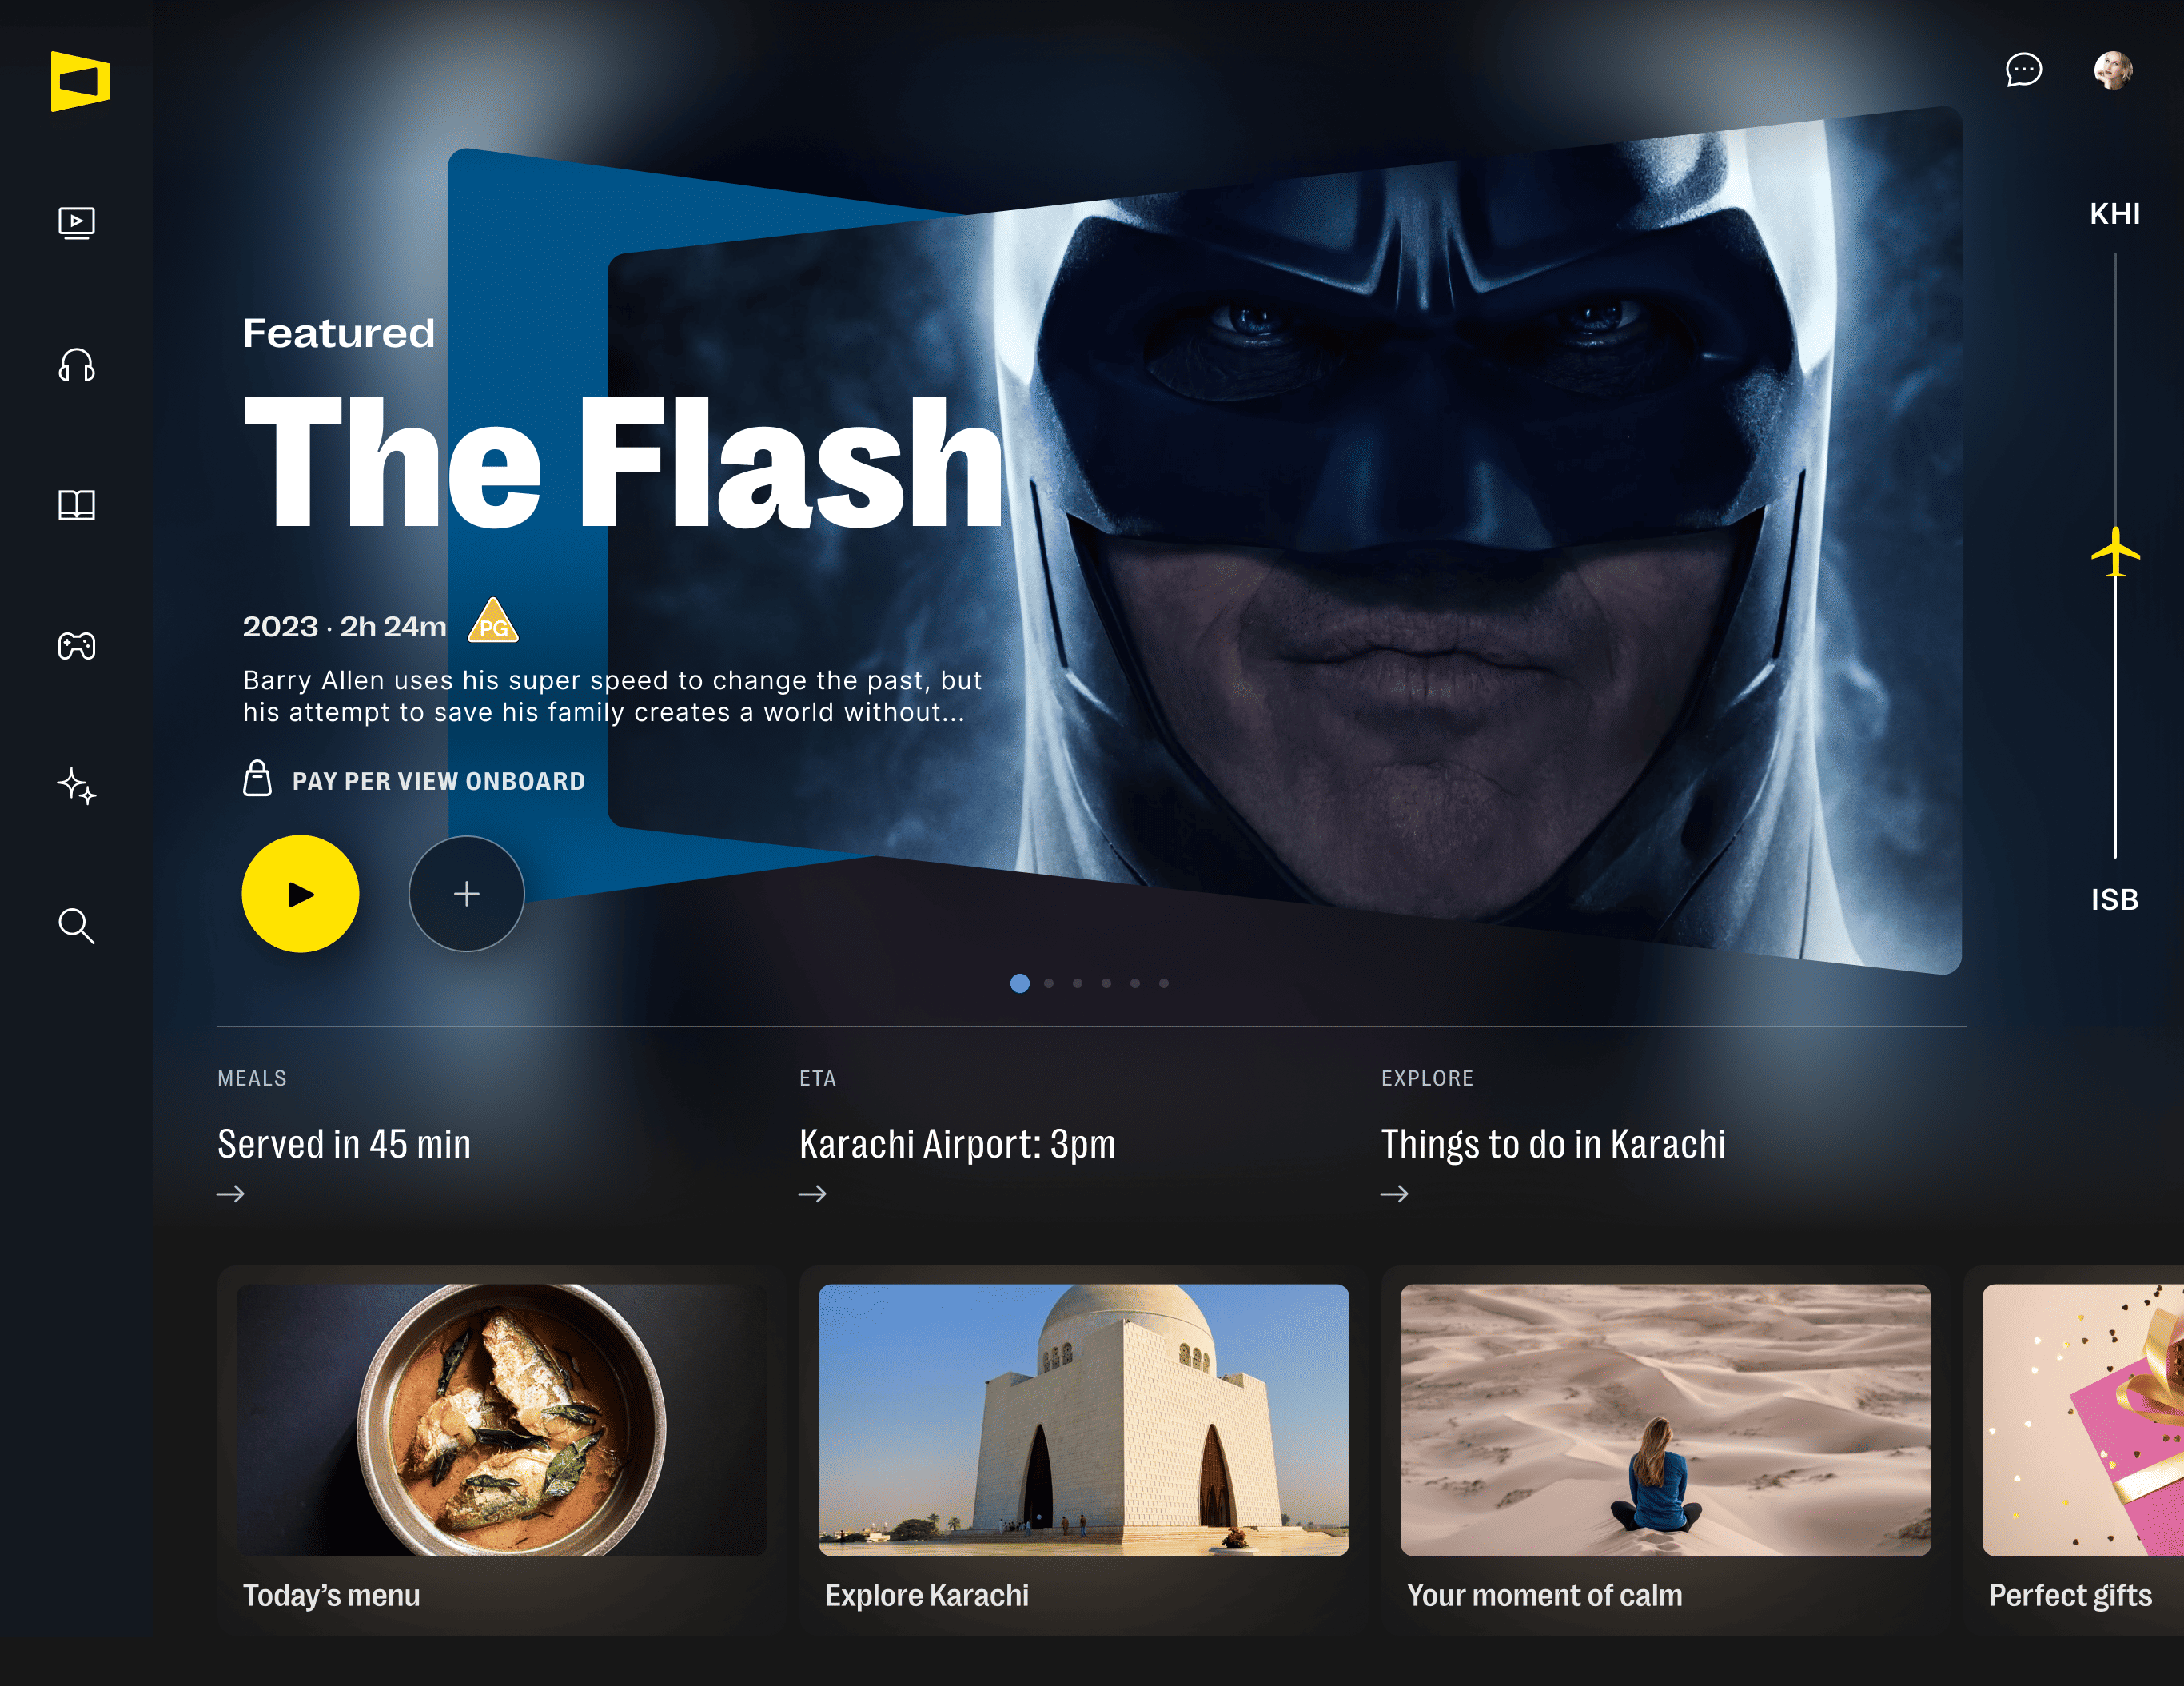 KHI
Featured
The Flash
2023 · 2h 24m PG
Barry Allen uses his super speed to change the past, but
his attempt to save his family creates a world without...
PAY PER VIEW ONBOARD
ISB
MEALS
Served in 45 min
ETA
Karachi Airport: 3pm
EXPLORE
Things to do in Karachi
Today’s menu
Explore Karachi
Your moment of calm
Perfect gifts